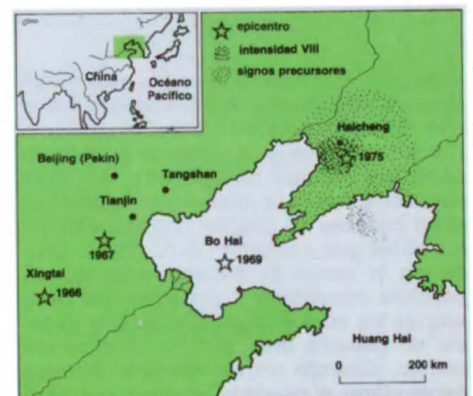 epicentro
intensidad VIII
signos precursores
China
Océano
Pacífico
Haicheng
1975
Beijing (Pekín)
Tangshan
Tianjin
Bo Hai
1967
1969
Xingtai
1966
Huang Hai
0 200 km